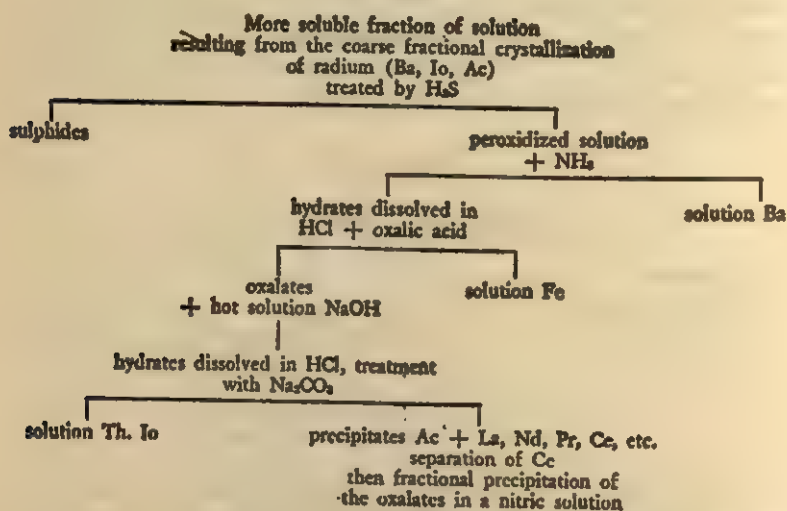 More soluble fraction of solution
resulting from the coarse fractional crystallization
of radium (Ba, Io, Ac)
treated by H₂S
sulphides
peroxidized solution
+ NH₃
hydrates dissolved in
HCl + oxalic acid
solution Ba
oxalates
+ hot solution NaOH
solution Fe
hydrates dissolved in HCl, treatment
with Na₂CO₃
solution Th. Io
precipitates Ac + La, Nd, Pr, Ce, etc.
separation of Ce
then fractional precipitation of
the oxalates in a nitric solution